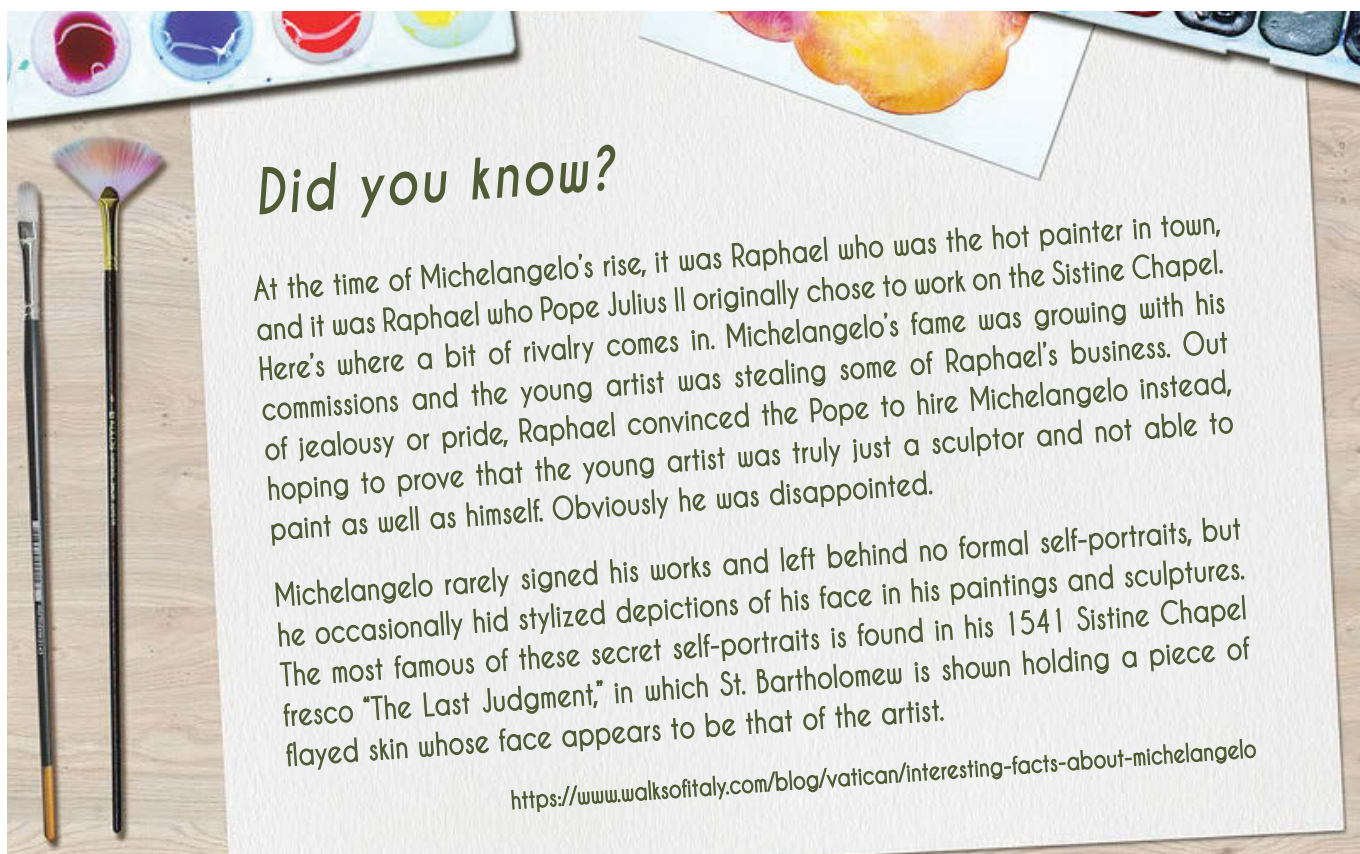 Did you know?
At the time of Michelangelo's rise, it was Raphael who was the hot painter in town,
and it was Raphael who Pope Julius II originally chose to work on the Sistine Chapel.
Here's where a bit of rivalry comes in. Michelangelo's fame was growing with his
commissions and the young artist was stealing some of Raphael's business. Out
of jealousy or pride, Raphael convinced the Pope to hire Michelangelo instead,
hoping to prove that the young artist was truly just a sculptor and not able to
paint as well as himself. Obviously he was disappointed.
Michelangelo rarely signed his works and left behind no formal self-portraits, but
he occasionally hid stylized depictions of his face in his paintings and sculptures.
The most famous of these secret self-portraits is found in his 1541 Sistine Chapel
fresco “The Last Judgment,” in which St. Bartholomew is shown holding a piece of
flayed skin whose face appears to be that of the artist.
https://www.walksofitaly.com/blog/vatican/interesting-facts-about-michelangelo